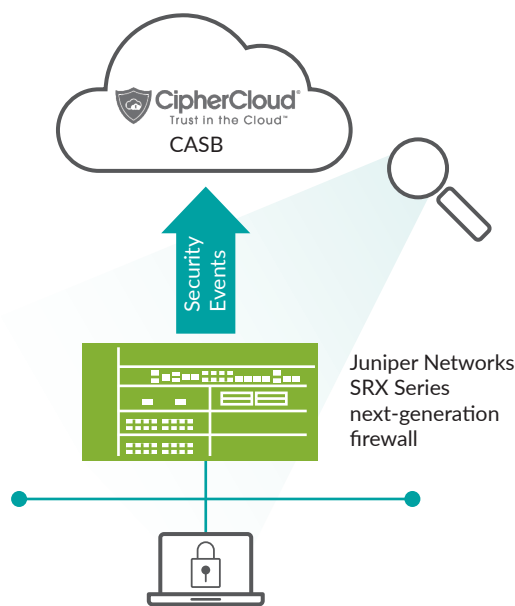 CipherCloud®
Trust in the Cloud™
CASB
Security
Events
Juniper Networks
SRX Series
next-generation
firewall